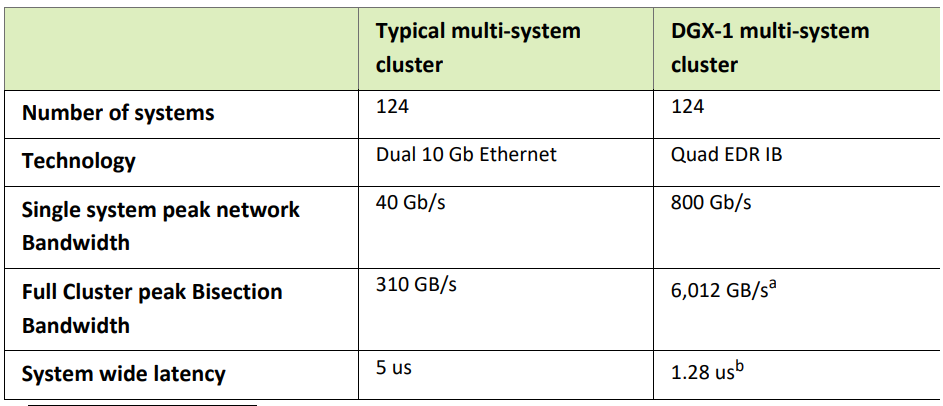 Typical multi-system
cluster
DGX-1 multi-system
cluster
Number of systems
124
124
Technology
Dual 10 Gb Ethernet
Quad EDR IB
Single system peak network
Bandwidth
40 Gb/s
800 Gb/s
Full Cluster peak Bisection
Bandwidth
310 GB/s
6,012 GB/sᵃ
System wide latency
5 us
1.28 usᵇ